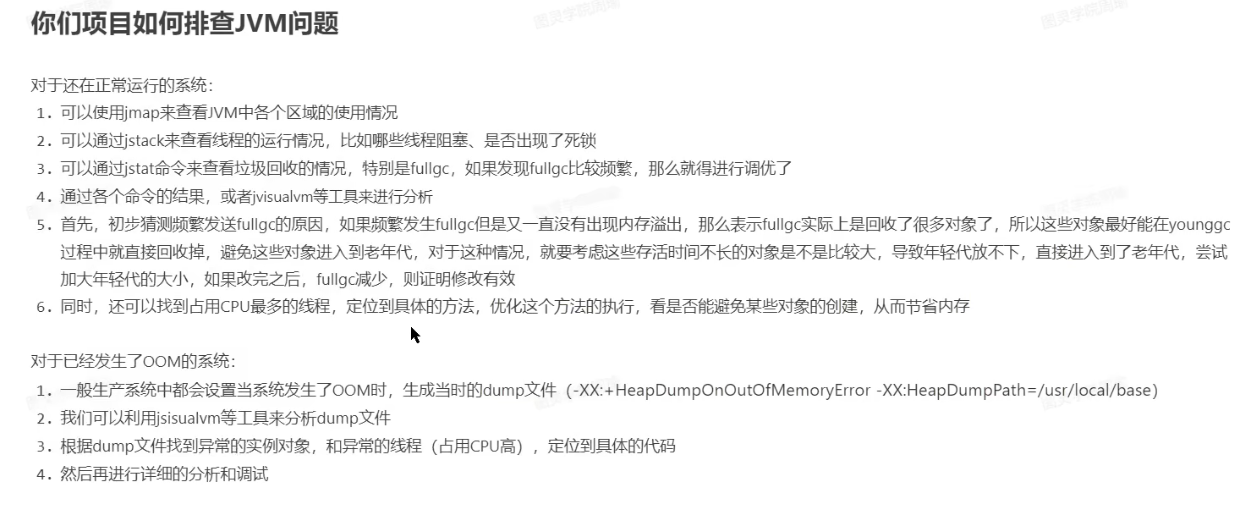 你们项目如何排查JVM问题
对于还在正常运行的系统：
1. 可以使用jmap来查看JVM中各个区域的使用情况
2. 可以通过jstack来查看线程的运行情况，比如哪些线程阻塞、是否出现了死锁
3. 可以通过jstat命令来查看垃圾回收的情况，特别是fullgc，如果发现fullgc比较频繁，那么就得进行调优了
4. 通过各个命令的结果，或者jvisualvm等工具来进行分析
5. 首先，初步猜测频繁发送fullgc的原因，如果频繁发生fullgc但是又一直没有出现内存溢出，那么表示fullgc实际上是回收了很多对象了，所以这些对象最好能在younggc
过程中就直接回收掉，避免这些对象进入到老年代，对于这种情况，就要考虑这些存活时间不长的对象是不是比较大，导致年轻代放不下，直接进入到了老年代，尝试
加大年轻代的大小，如果改完之后，fullgc减少，则证明修改有效
6. 同时，还可以找到占用CPU最多的线程，定位到具体的方法，优化这个方法的执行，看是否能避免某些对象的创建，从而节省内存
对于已经发生了OOM的系统：
1. 一般生产系统中都会设置当系统发生了OOM时，生成当时的dump文件（-XX:+HeapDumpOnOutOfMemoryError -XX:HeapDumpPath=/usr/local/base）
2. 我们可以利用jsisualvm等工具来分析dump文件
3. 根据dump文件找到异常的实例对象，和异常的线程（占用CPU高），定位到具体的代码
4. 然后再进行详细的分析和调试